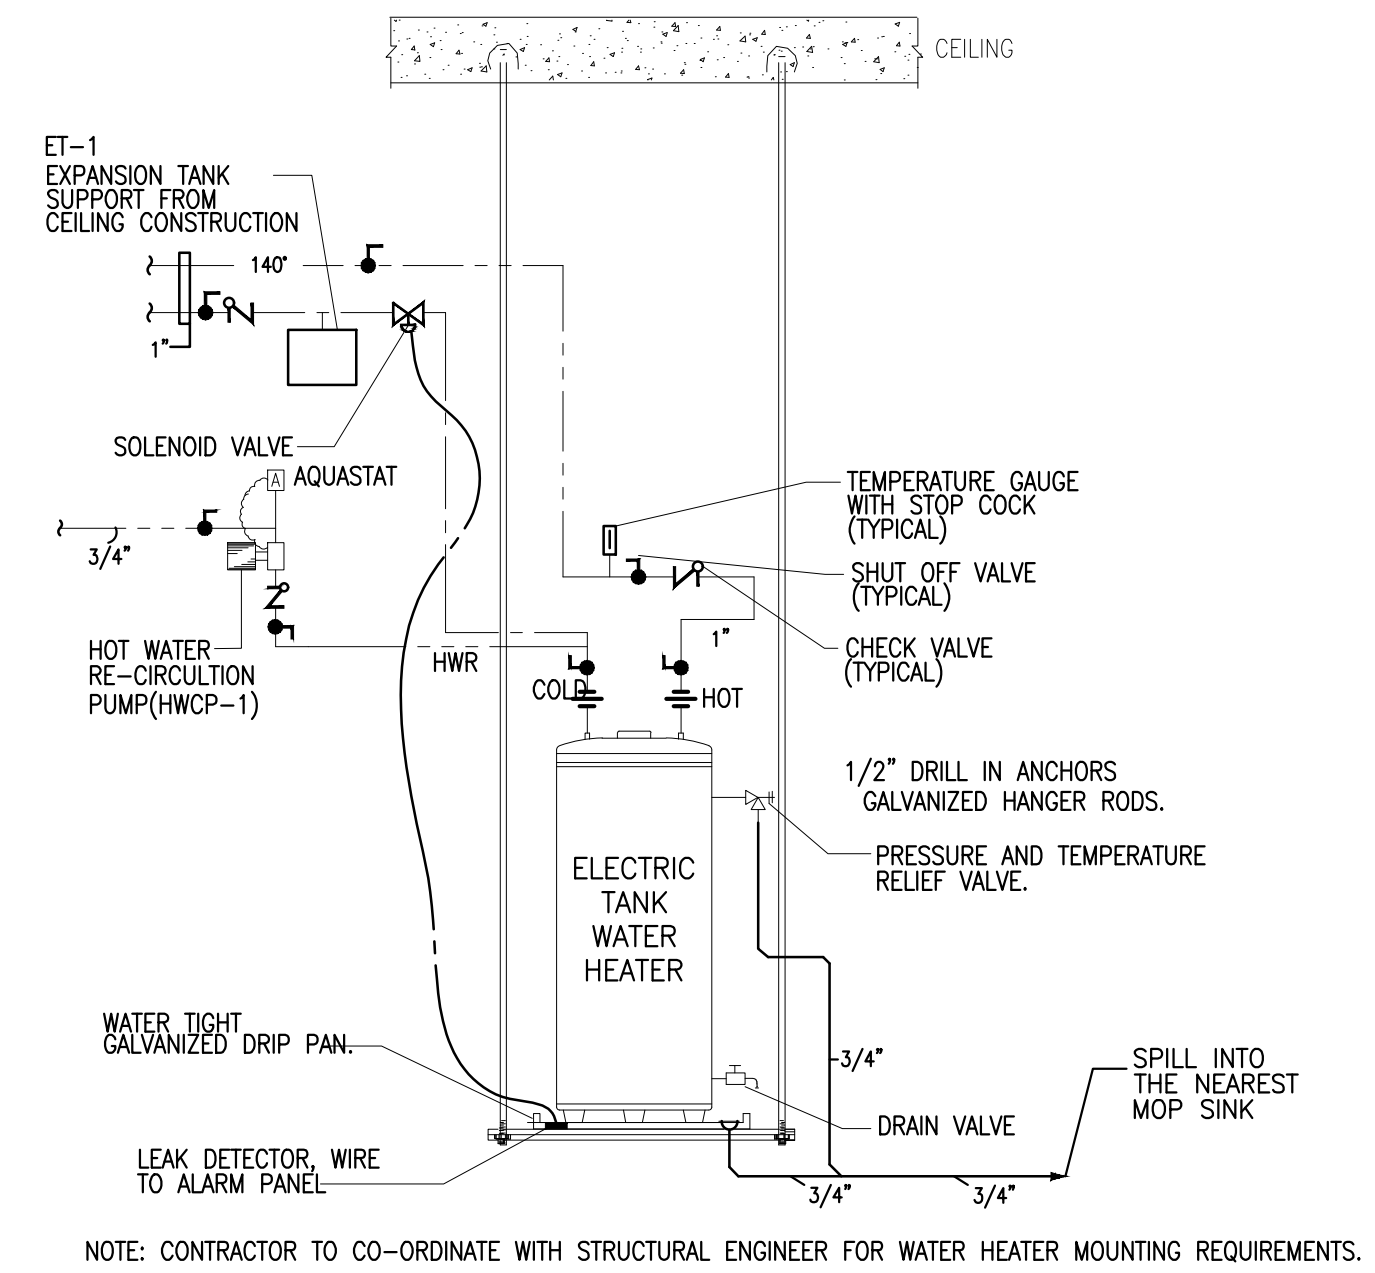 CEILING
ET-1
EXPANSION TANK
SUPPORT FROM
CEILING CONSTRUCTION
140°
1"
SOLENOID VALVE
A
AQUASTAT
3/4"
TEMPERATURE GAUGE
WITH STOP COCK
(TYPICAL)
SHUT OFF VALVE
(TYPICAL)
CHECK VALVE
(TYPICAL)
1"
HOT WATER
RE-CIRCULTION
PUMP(HWCP-1)
HWR
COLD
HOT
1/2" DRILL IN ANCHORS
GALVANIZED HANGER RODS.
PRESSURE AND TEMPERATURE
RELIEF VALVE.
ELECTRIC
TANK
WATER
HEATER
WATER TIGHT
GALVANIZED DRIP PAN.
3/4"
SPILL INTO
THE NEAREST
MOP SINK
DRAIN VALVE
LEAK DETECTOR, WIRE
TO ALARM PANEL
3/4"
3/4"
NOTE: CONTRACTOR TO CO-ORDINATE WITH STRUCTURAL ENGINEER FOR WATER HEATER MOUNTING REQUIREMENTS.